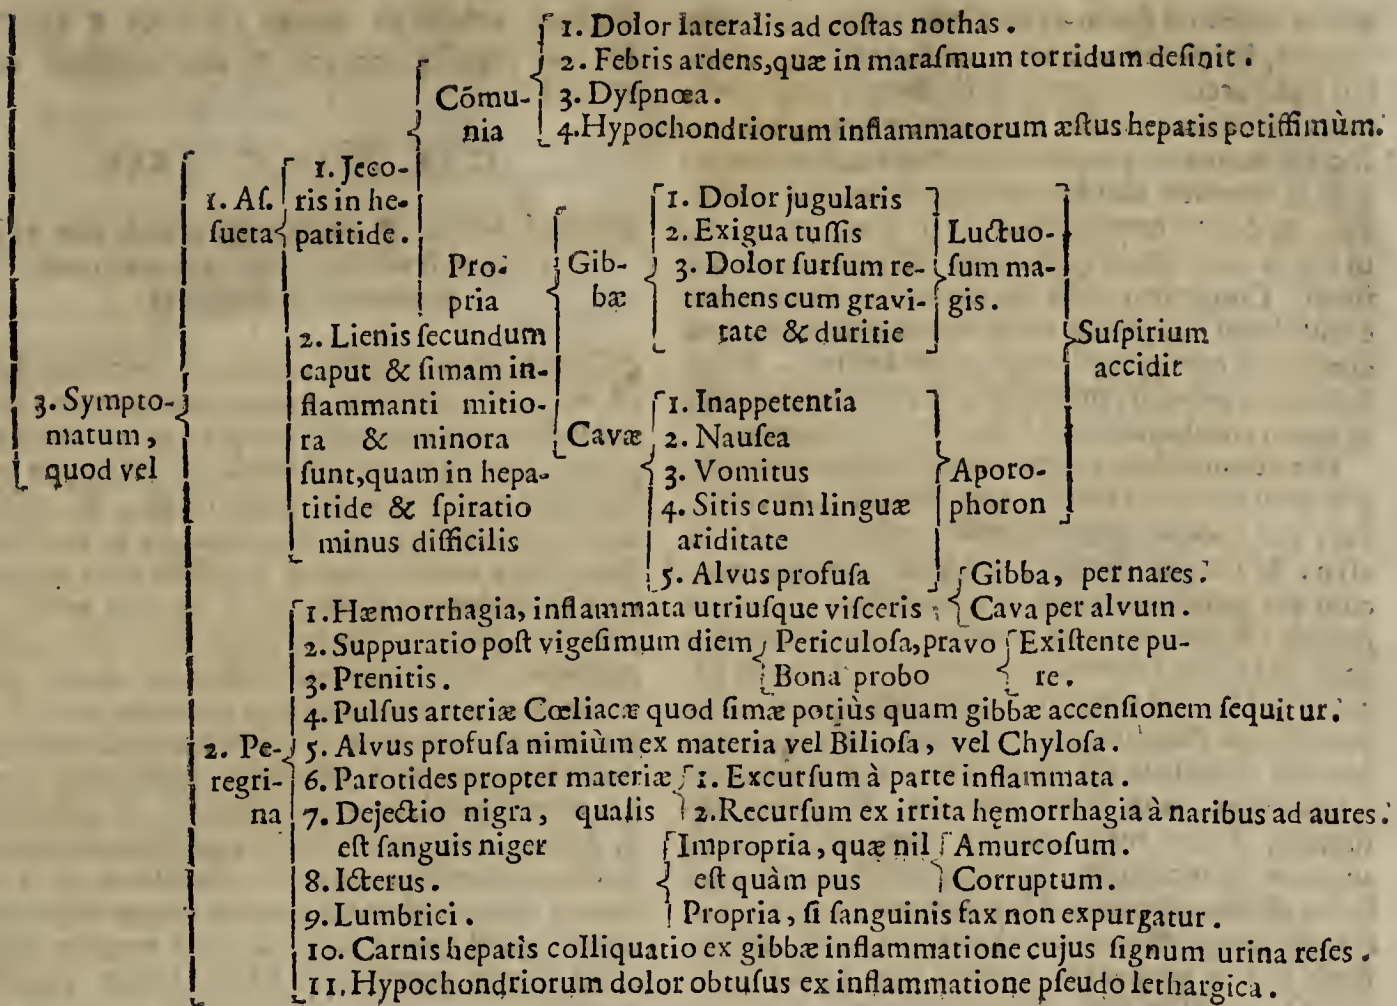 1. Dolor lateralis ad coſtas nothas.
2. Febris ardens, quæ in maraſmum torridum deſinit.
Cōmu-
nia
3. Dyſpnœa.
4. Hypochondriorum inflammatorum æſtus hepatis potiſſimùm.
1. Aſ.
ſueta
1. Jeco-
ris in he-
patitide.
Pro-
pria
Gib-
bæ
1. Dolor jugularis
2. Exigua tuſſis
3. Dolor ſurſum re-
trahens cum gravi-
tate & duritie
Luctuo-
ſum ma-
gis.
Suſpirium
accidit
2. Lienis ſecundum
caput & ſimam in-
flammanti mitio-
ra & minora
ſunt, quam in hepa-
titide & ſpiratio
minus difficilis
3. Sympto-
matum,
quod vel
Cavæ
1. Inappetentia
2. Nauſea
3. Vomitus
4. Sitis cum linguæ
ariditate
5. Alvus profuſa
Aporo-
phoron
1. Hæmorrhagia, inflammata utriuſque viſceris
Gibba, per nares.
Cava per alvum.
2. Suppuratio poſt vigeſimum diem
Periculoſa, pravo
Bona probo
Exiſtente pu-
re.
3. Prenitis.
4. Pulſus arteriæ Cœliacæ quod ſimæ potiùs quam gibbæ accenſionem ſequitur.
2. Pe-
regri-
na
5. Alvus profuſa nimiùm ex materia vel Bilioſa, vel Chyloſa.
6. Parotides propter materiæ
1. Excurſum à parte inflammata.
2. Recurſum ex irrita hęmorrhagia à naribus ad aures.
7. Dejectio nigra, qualis
eſt ſanguis niger
Impropria, quæ nil
eſt quàm pus
Amurcoſum.
Corruptum.
Propria, ſi ſanguinis fax non expurgatur.
8. Icterus.
9. Lumbrici.
10. Carnis hepatis colliquatio ex gibbæ inflammatione cujus ſignum urina reſes.
11. Hypochondriorum dolor obtuſus ex inflammatione pſeudo lethargica.